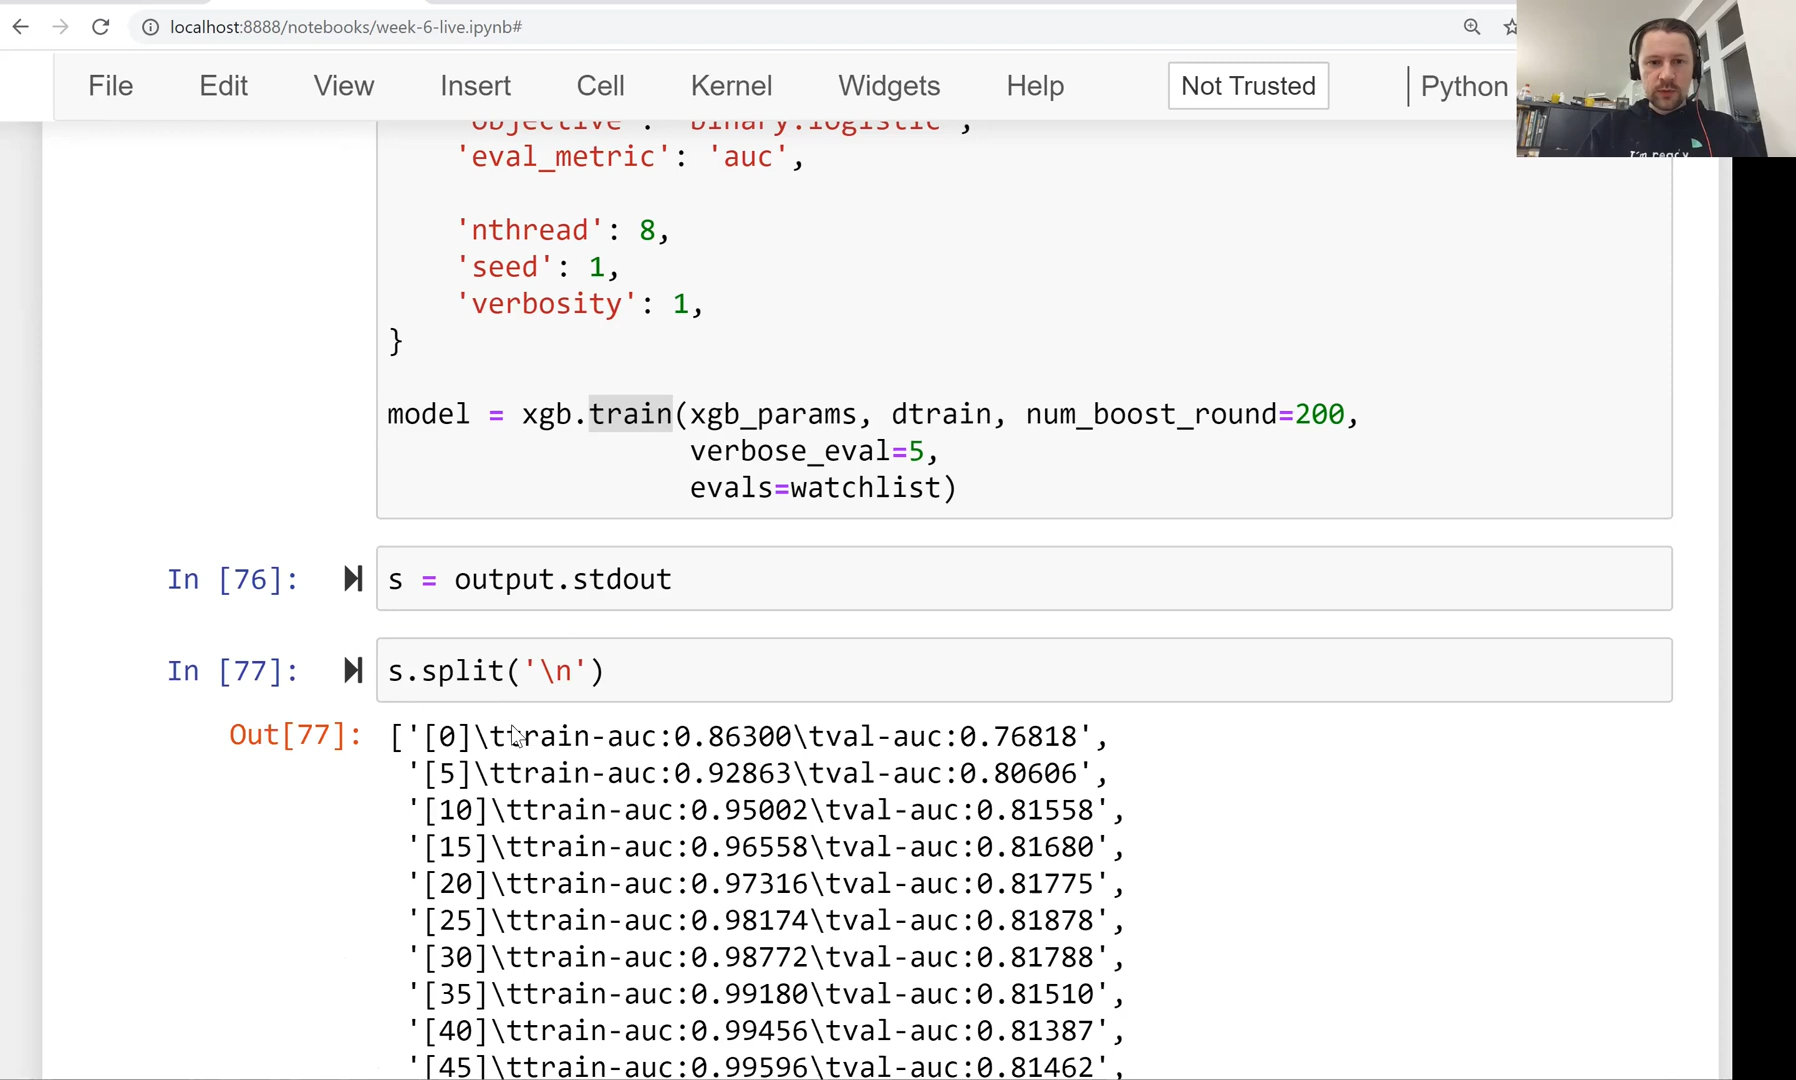 localhost:8888/notebooks/week-6-live.ipynb#
File Edit View Insert Cell Kernel Widgets Help Not Trusted Python
'objective': 'binary:logistic',
'eval_metric': 'auc',
'nthread': 8,
'seed': 1,
'verbosity': 1,
}
model = xgb.train(xgb_params, dtrain, num_boost_round=200,
verbose_eval=5,
evals=watchlist)
In [76]: s = output.stdout
In [77]: s.split('\n')
Out[77]: ['[0]\ttrain-auc:0.86300\tval-auc:0.76818',
'[5]\ttrain-auc:0.92863\tval-auc:0.80606',
'[10]\ttrain-auc:0.95002\tval-auc:0.81558',
'[15]\ttrain-auc:0.96558\tval-auc:0.81680',
'[20]\ttrain-auc:0.97316\tval-auc:0.81775',
'[25]\ttrain-auc:0.98174\tval-auc:0.81878',
'[30]\ttrain-auc:0.98772\tval-auc:0.81788',
'[35]\ttrain-auc:0.99180\tval-auc:0.81510',
'[40]\ttrain-auc:0.99456\tval-auc:0.81387',
'[45]\ttrain-auc:0.99596\tval-auc:0.81462',
I'm ready